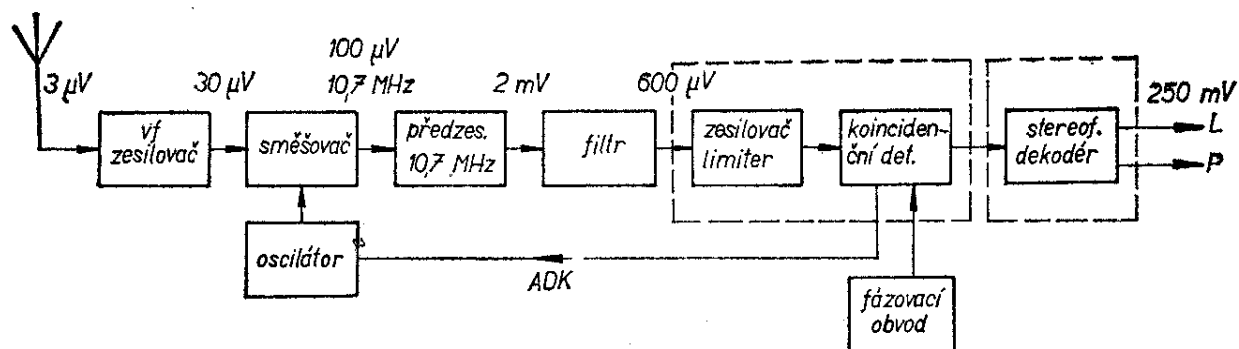 3 µV
30 µV
100 µV
10,7 MHz
2 mV
600 µV
250 mV
vf
zesilovač
směšovač
předzes.
10,7 MHz
filtr
zesilovač
limiter
koinciden-
ční det.
stereof.
dekodér
L
P
oscilátor
ADK
fázovací
obvod